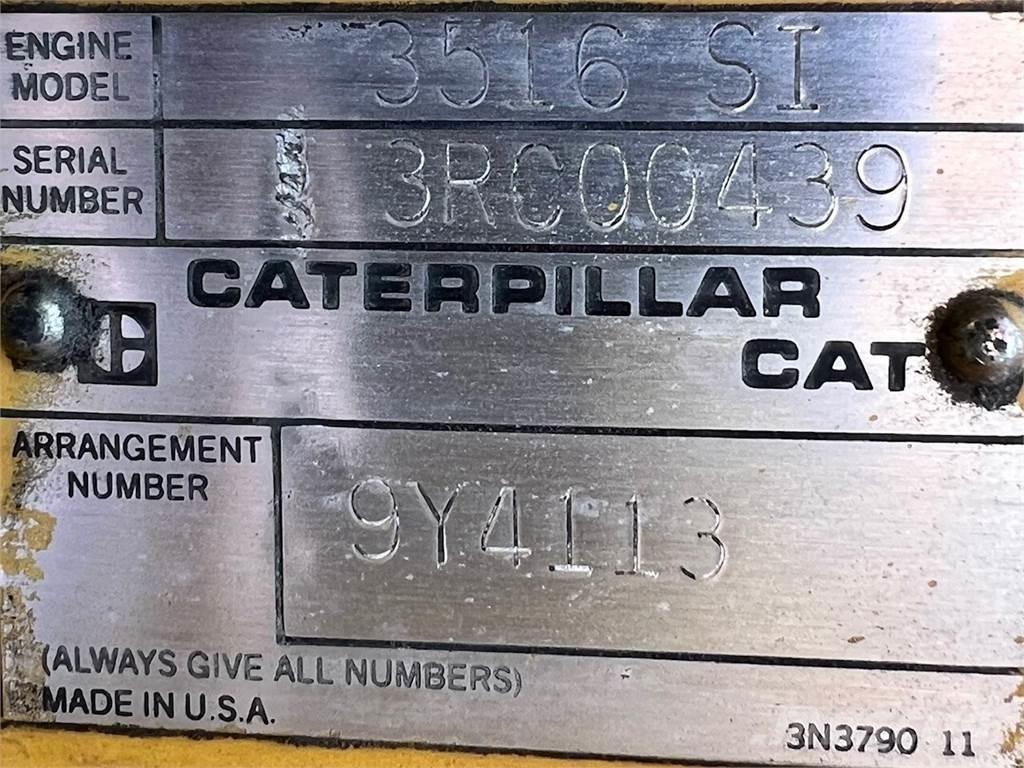 ENGINE MODEL 3516 SI
SERIAL NUMBER 3RC00439
CATERPILLAR
CAT
ARRANGEMENT NUMBER 9Y4113
(ALWAYS GIVE ALL NUMBERS)
MADE IN U.S.A.
3N3790 11